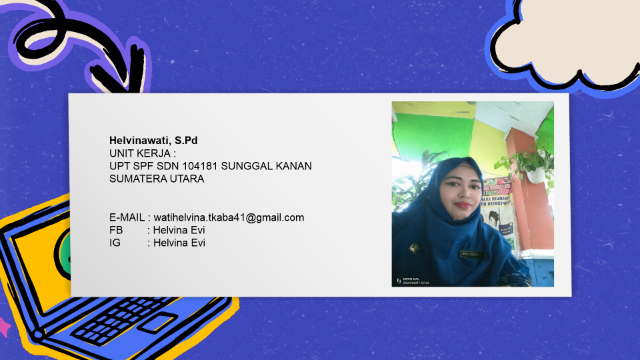 Helvinawati, S.Pd
UNIT KERJA :
UPT SPF SDN 104181 SUNGGAL KANAN
SUMATERA UTARA
E-MAIL : watihelvina.tkaba41@gmail.com
FB : Helvina Evi
IG : Helvina Evi